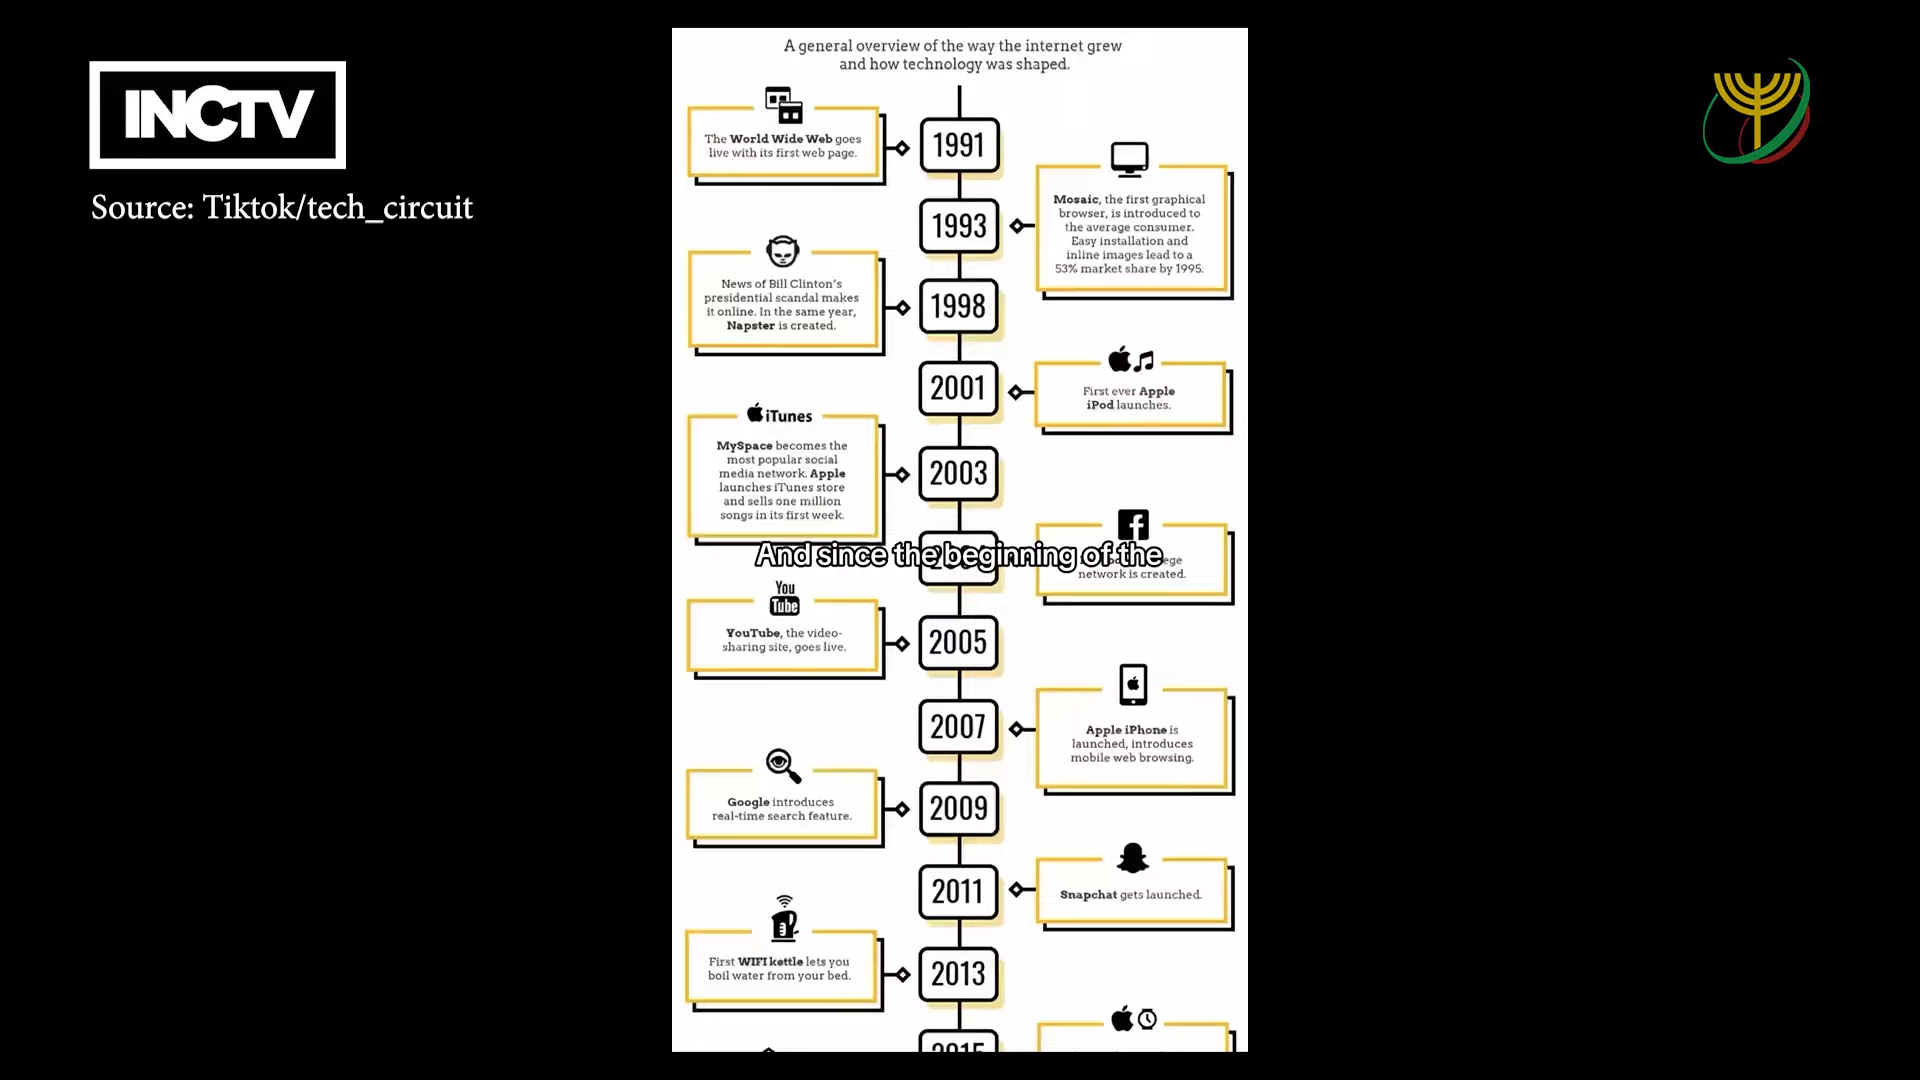 INCTV
Source: Tiktok/tech_circuit
A general overview of the way the internet grew
and how technology was shaped.
The World Wide Web goes
live with its first web page.
1991
1993
Mosaic, the first graphical
browser, is introduced to
the average consumer.
Easy installation and
inline images lead to a
53% market share by 1995.
News of Bill Clinton's
presidential scandal makes
it online. In the same year,
Napster is created.
1998
2001
First ever Apple
iPod launches.
iTunes
MySpace becomes the
most popular social
media network. Apple
launches iTunes store
and sells one million
songs in its first week.
2003
And since the beginning of the
network is created.
You
Tube
YouTube, the video-
sharing site, goes live.
2005
2007
Apple iPhone is
launched, introduces
mobile web browsing.
Google introduces
real-time search feature.
2009
2011
Snapchat gets launched.
First WIFI kettle lets you
boil water from your bed.
2013
2015